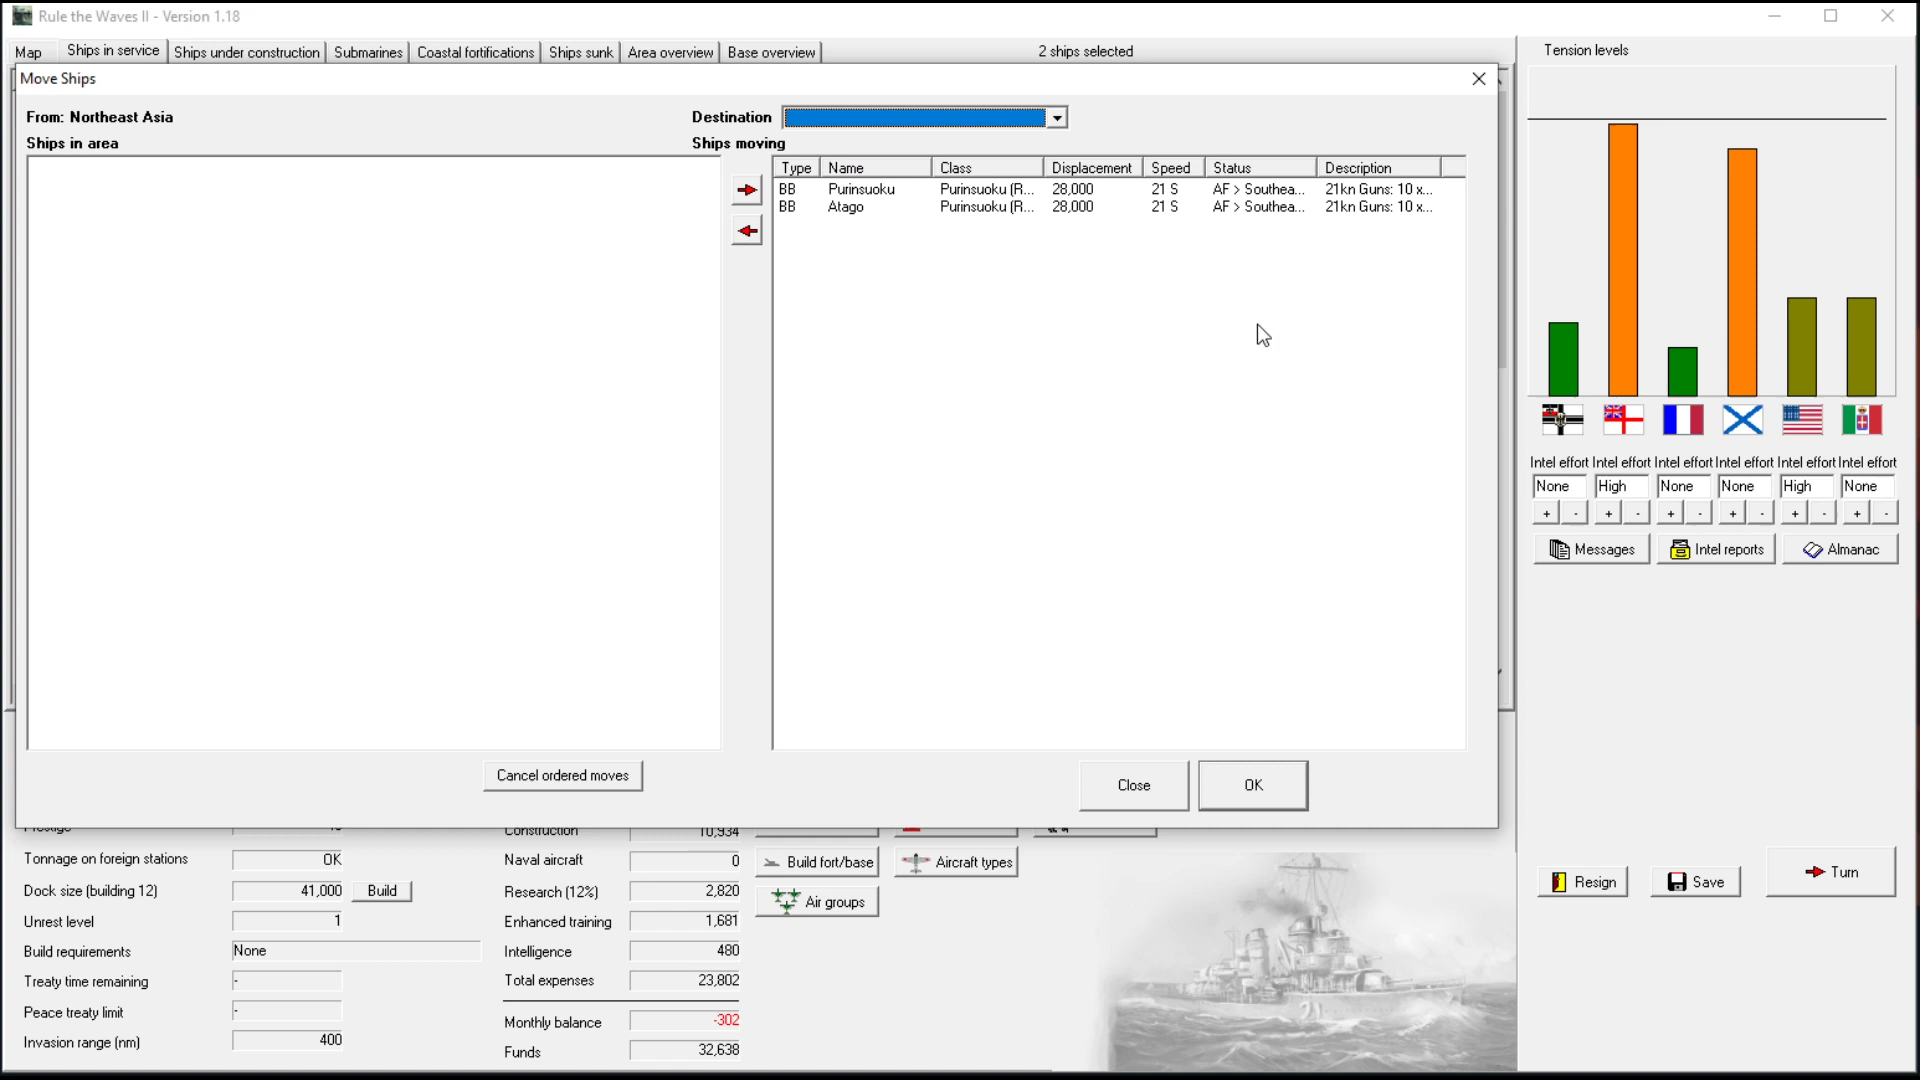 Rule the Waves II - Version 1.18
Map
Ships in service
Ships under construction
Submarines
Coastal fortifications
Ships sunk
Area overview
Base overview
2 ships selected
Tension levels
Move Ships
From: Northeast Asia
Destination
Ships in area
Ships moving
Type Name Class Displacement Speed Status Description
BB Purinsuoku Purinsuoku (R... 28,000 21 S AF > Southea... 21kn Guns: 10 x...
BB Atago Purinsuoku (R... 28,000 21 S AF > Southea... 21kn Guns: 10 x...
Cancel ordered moves
Close
OK
Intel effort Intel effort Intel effort Intel effort Intel effort Intel effort
None High None None High None
+ - + - + - + - + - + -
Messages
Intel reports
Almanac
Prestige
Tonnage on foreign stations OK
Dock size (building 12) 41,000 Build
Unrest level 1
Build requirements None
Treaty time remaining -
Peace treaty limit -
Invasion range (nm) 400
Construction 10,934
Naval aircraft 0
Research (12%) 2,820
Enhanced training 1,681
Intelligence 480
Total expenses 23,802
Monthly balance -302
Funds 32,638
Build fort/base
Aircraft types
Air groups
Resign
Save
Turn